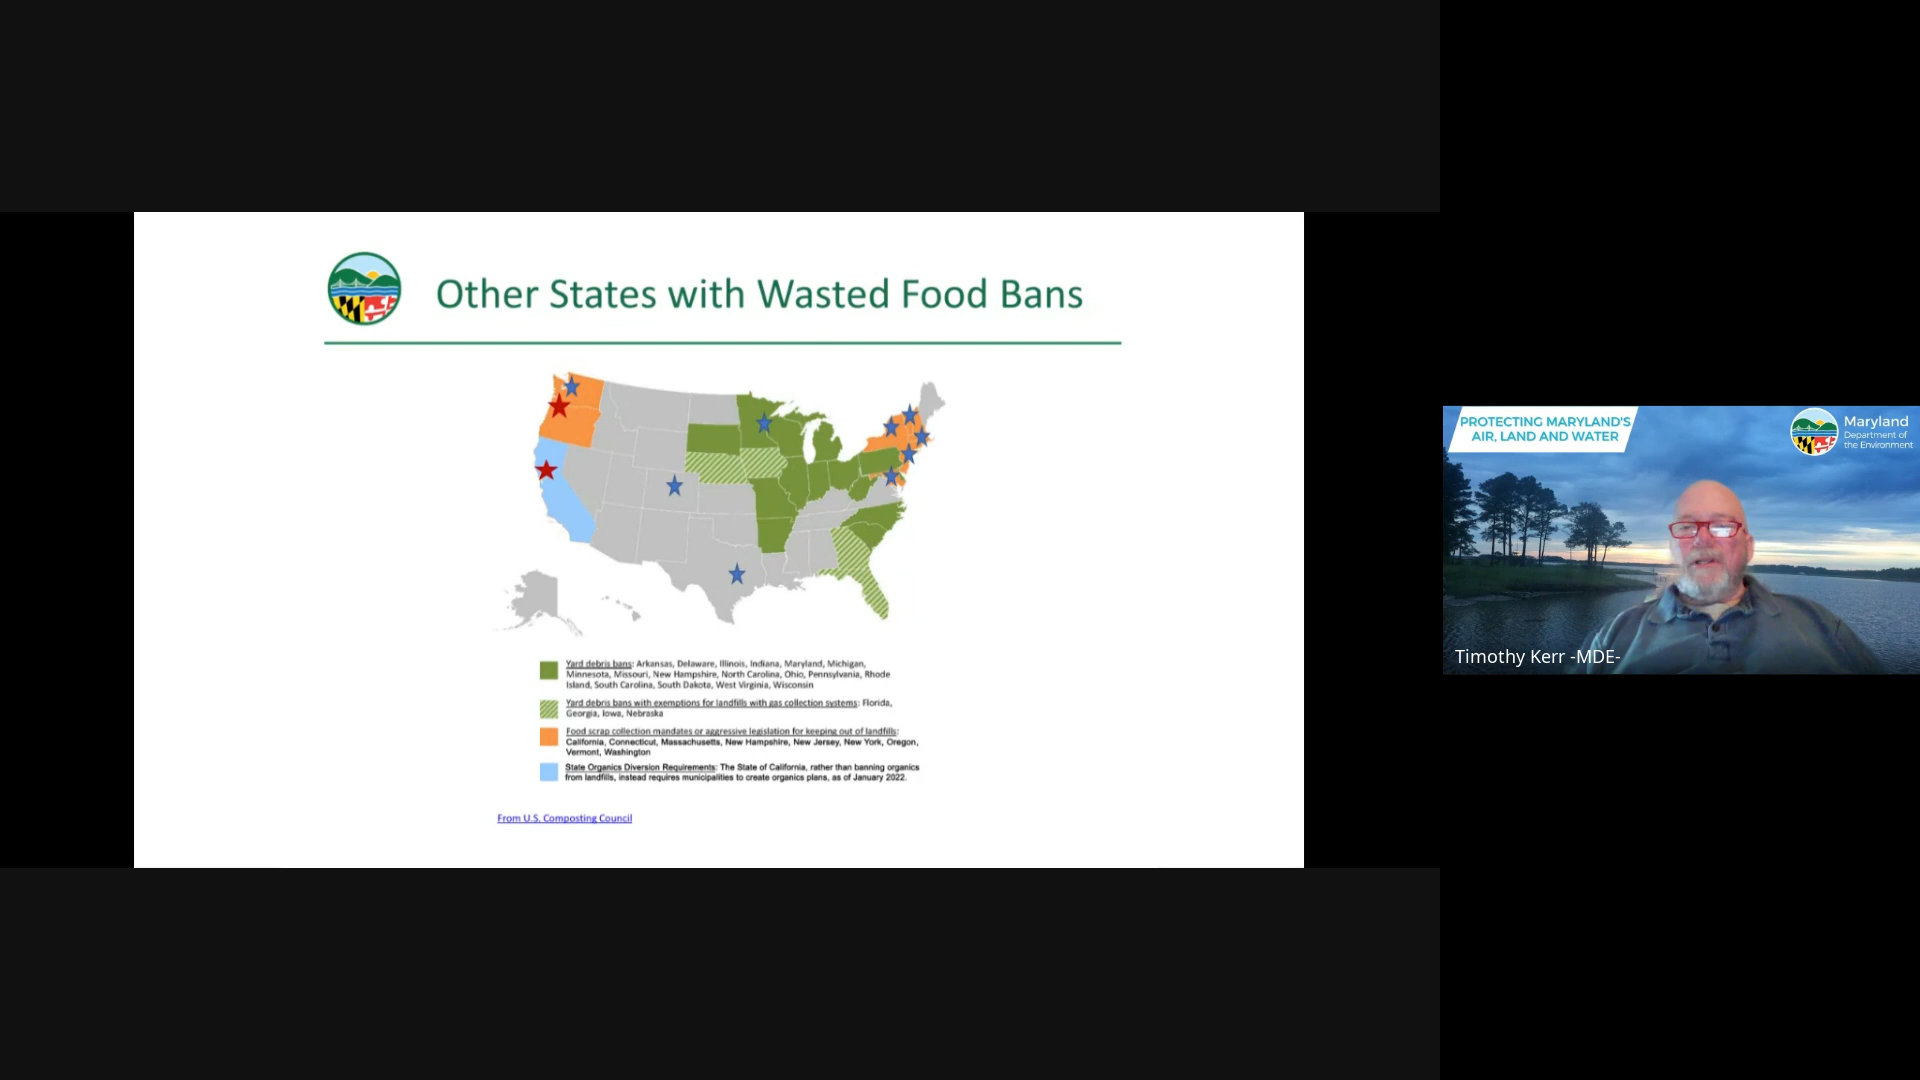 Other States with Wasted Food Bans
Yard debris bans: Arkansas, Delaware, Illinois, Indiana, Maryland, Michigan,
Minnesota, Missouri, New Hampshire, North Carolina, Ohio, Pennsylvania, Rhode
Island, South Carolina, South Dakota, West Virginia, Wisconsin
Yard debris bans with exemptions for landfills with gas collection systems: Florida,
Georgia, Iowa, Nebraska
Food scrap collection mandates or aggressive legislation for keeping out of landfills:
California, Connecticut, Massachusetts, New Hampshire, New Jersey, New York, Oregon,
Vermont, Washington
State Organics Diversion Requirements: The State of California, rather than banning organics
from landfills, instead requires municipalities to create organics plans, as of January 2022.
From U.S. Composting Council
PROTECTING MARYLAND'S
AIR, LAND AND WATER
Maryland
Department of
the Environment
Timothy Kerr -MDE-